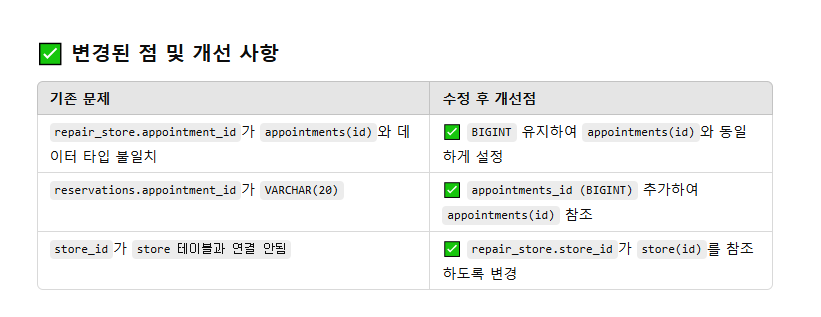 ✅ 변경된 점 및 개선 사항
기존 문제
수정 후 개선점
repair_store.appointment_id 가 appointments(id) 와 데
이터 타입 불일치
✅ BIGINT 유지하여 appointments(id) 와 동일
하게 설정
reservations.appointment_id 가 VARCHAR(20)
✅ appointments_id (BIGINT) 추가하여
appointments(id) 참조
store_id 가 store 테이블과 연결 안됨
✅ repair_store.store_id 가 store(id) 를 참조
하도록 변경